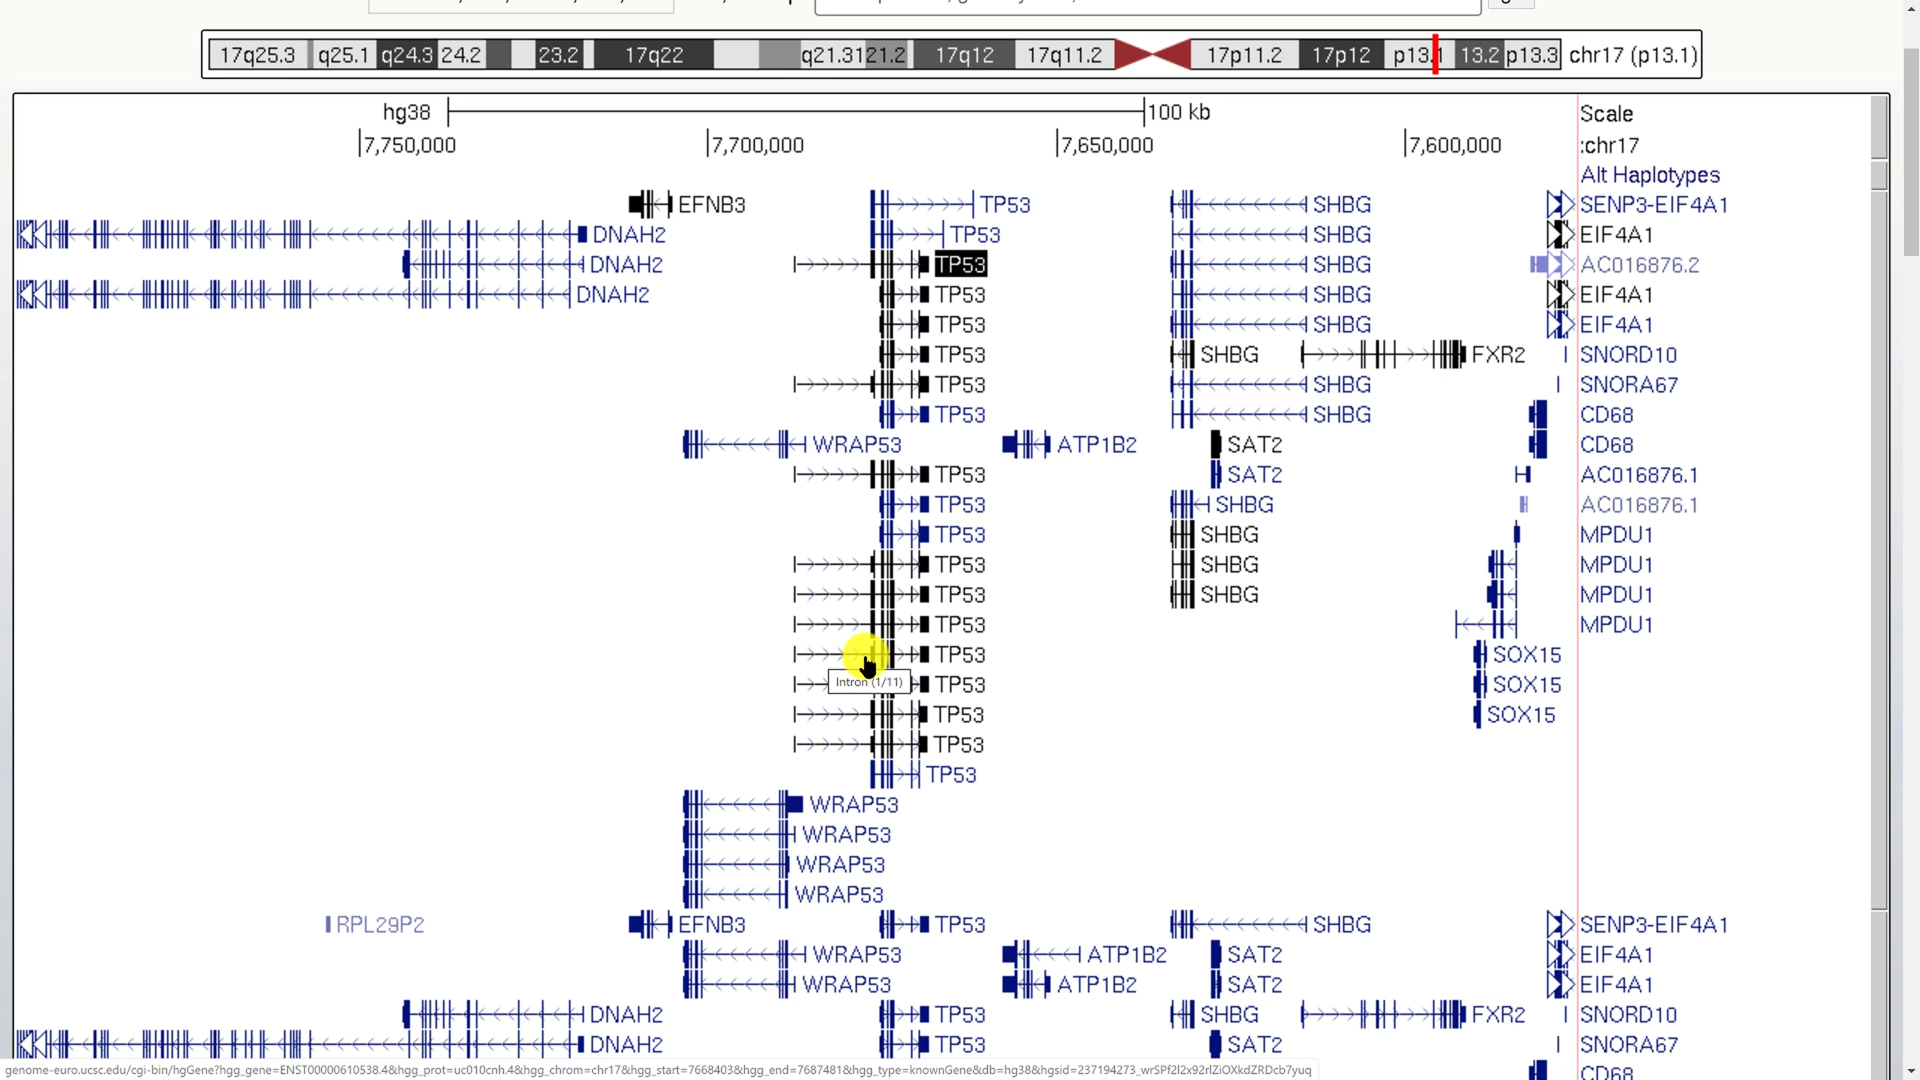 17q25.3 q25.1 q24.3 24.2 23.2 17q22 q21.31 21.2 17q12 17q11.2 17p11.2 17p12 p13.1 13.2 p13.3 chr17 (p13.1)
hg38 100 kb Scale
7,750,000 7,700,000 7,650,000 7,600,000 :chr17
Alt Haplotypes
EFNB3 TP53 SHBG SENP3-EIF4A1
DNAH2 TP53 SHBG EIF4A1
DNAH2 TP53 SHBG AC016876.2
DNAH2 TP53 SHBG EIF4A1
TP53 SHBG EIF4A1
TP53 SHBG FXR2 SNORD10
TP53 SHBG SNORA67
TP53 SHBG CD68
WRAP53 ATP1B2 SAT2 CD68
TP53 SAT2 AC016876.1
TP53 SHBG AC016876.1
TP53 SHBG MPDU1
TP53 SHBG MPDU1
TP53 SHBG MPDU1
TP53 MPDU1
TP53 SOX15
Intron (1/11) TP53 SOX15
TP53 SOX15
TP53
TP53
WRAP53
WRAP53
WRAP53
WRAP53
RPL29P2 EFNB3 TP53 SHBG SENP3-EIF4A1
WRAP53 ATP1B2 SAT2 EIF4A1
WRAP53 ATP1B2 SAT2 EIF4A1
DNAH2 TP53 SHBG FXR2 SNORD10
DNAH2 TP53 SAT2 SNORA67
CD68
genome-euro.ucsc.edu/cgi-bin/hgGene?hgg_gene=ENST00000610538.4&hgg_prot=uc010cnh.4&hgg_chrom=chr17&hgg_start=7668403&hgg_end=7687481&hgg_type=knownGene&db=hg38&hgsid=237194273_wrSPf2I2x92rIZiOXkdZRDcb7yuq